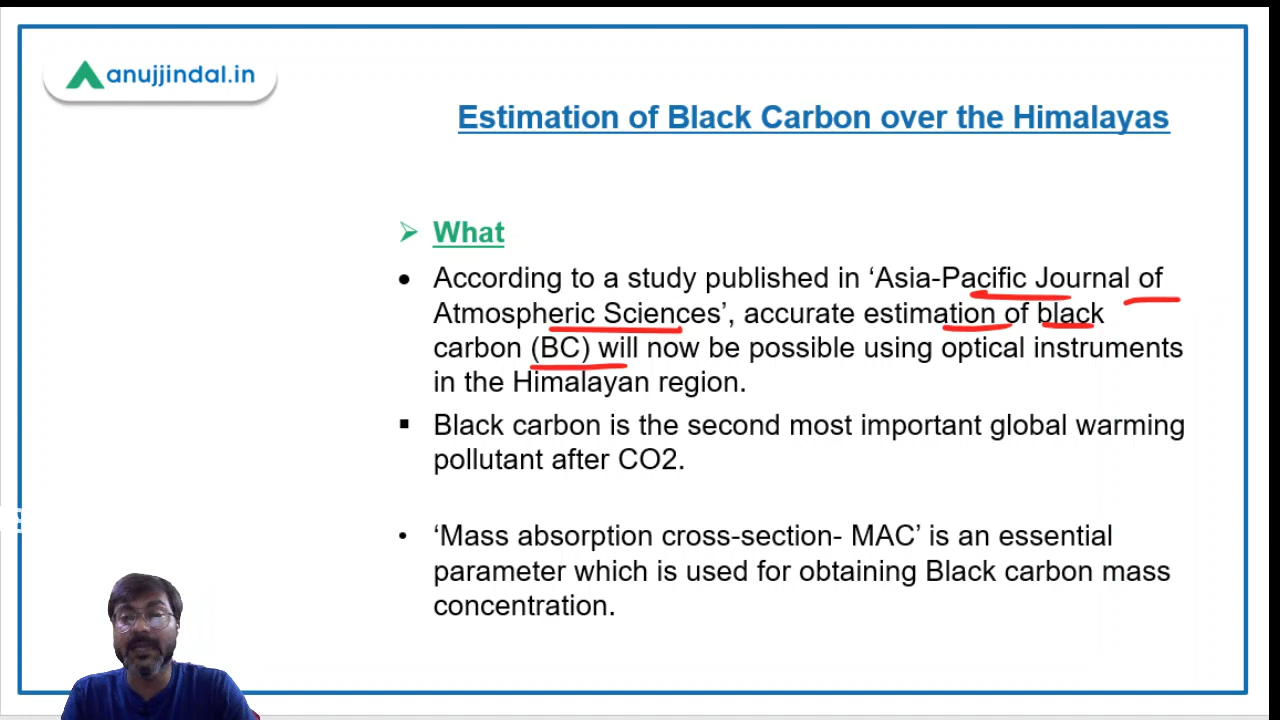 anujjindal.in
Estimation of Black Carbon over the Himalayas
What
According to a study published in ‘Asia-Pacific Journal of
Atmospheric Sciences’, accurate estimation of black
carbon (BC) will now be possible using optical instruments
in the Himalayan region.
Black carbon is the second most important global warming
pollutant after CO2.
‘Mass absorption cross-section- MAC’ is an essential
parameter which is used for obtaining Black carbon mass
concentration.